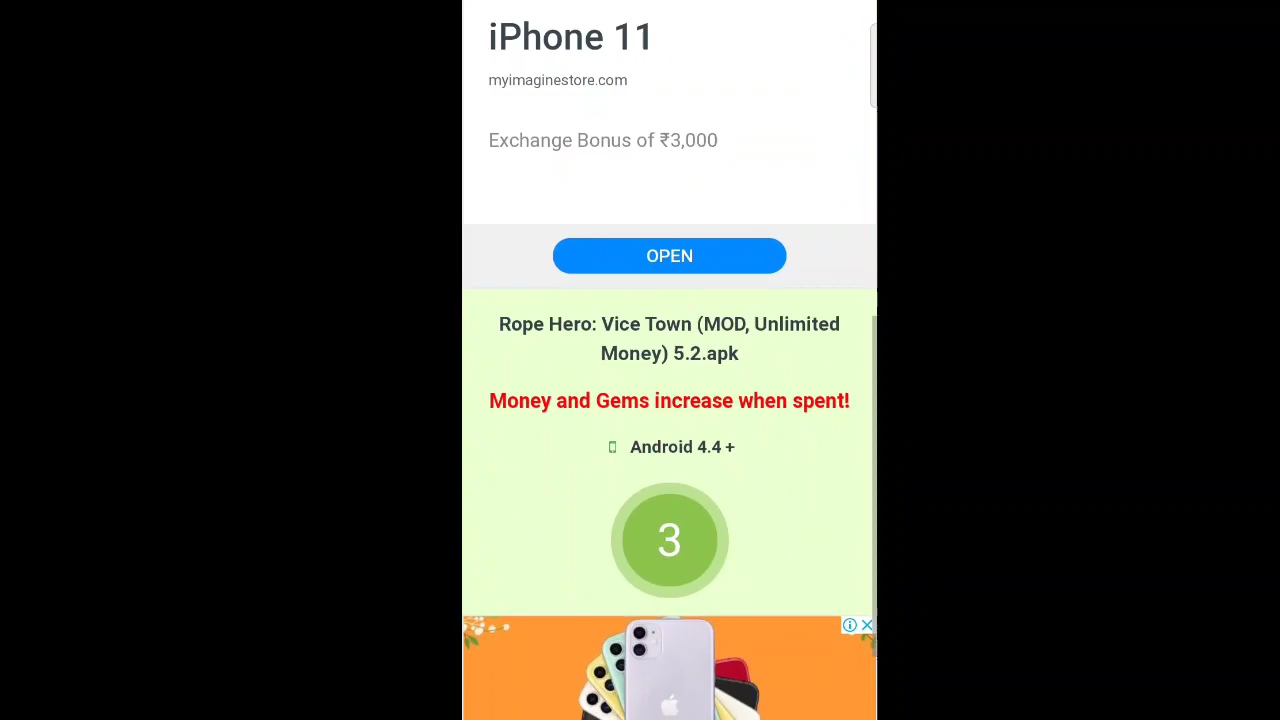 iPhone 11
myimaginestore.com
Exchange Bonus of ₹3,000
OPEN
Rope Hero: Vice Town (MOD, Unlimited
Money) 5.2.apk
Money and Gems increase when spent!
Android 4.4 +
3